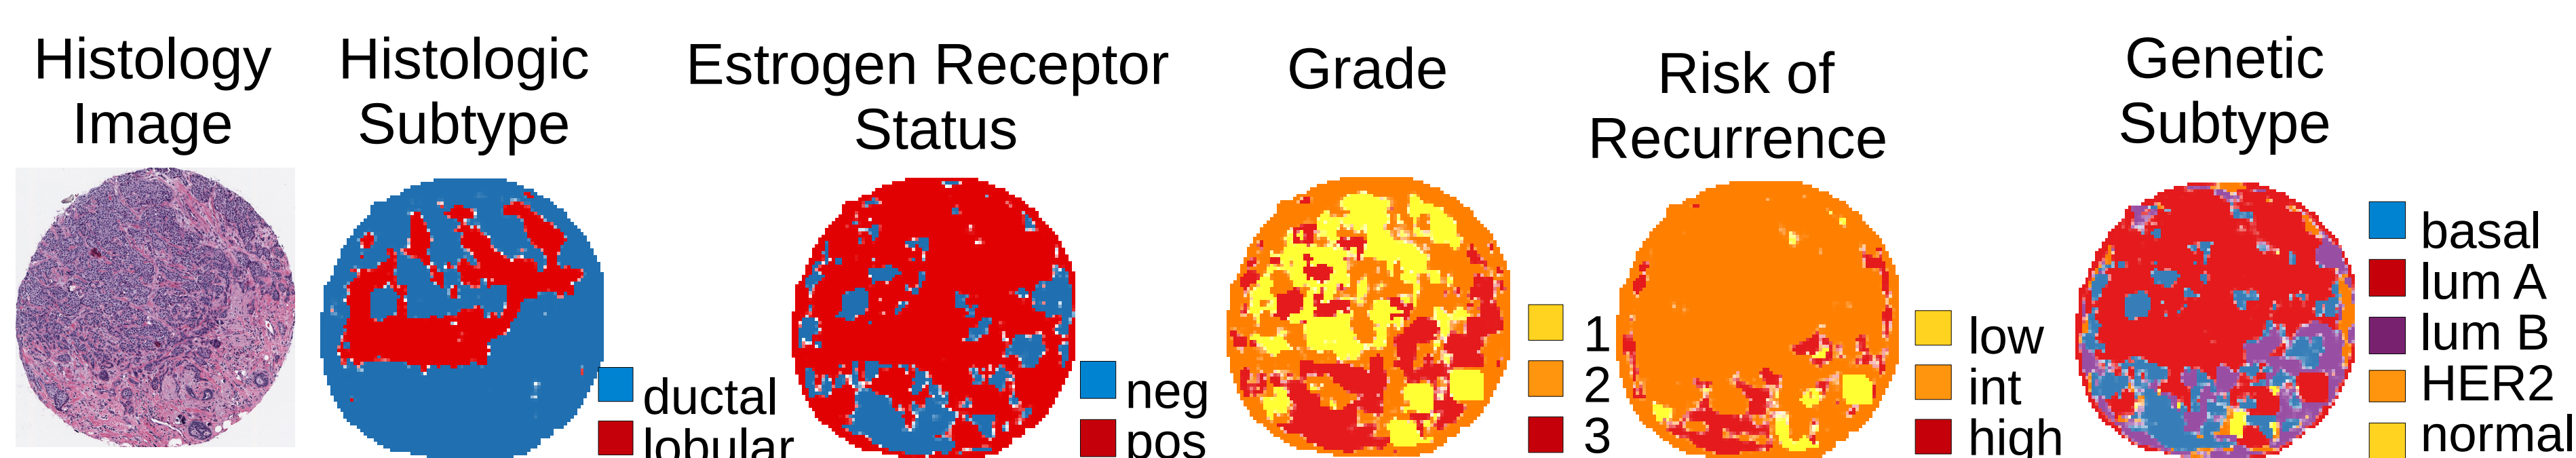 Histology
Image
Histologic
Subtype
Estrogen Receptor
Status
Grade
Risk of
Recurrence
Genetic
Subtype
ductal
lobular
neg
pos
1
2
3
low
int
high
basal
lum A
lum B
HER2
normal